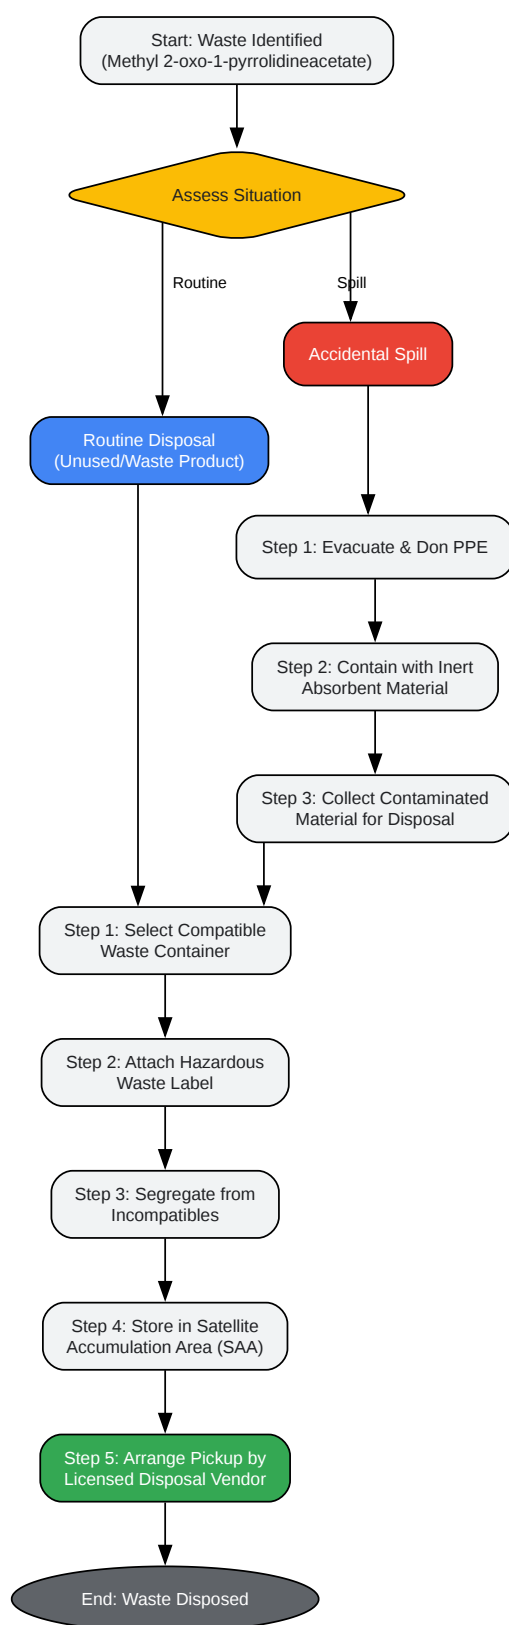 Start: Waste Identified
(Methyl 2-oxo-1-pyrrolidineacetate)
Assess Situation
Routine
Spill
Accidental Spill
Routine Disposal
(Unused/Waste Product)
Step 1: Evacuate & Don PPE
Step 2: Contain with Inert
Absorbent Material
Step 3: Collect Contaminated
Material for Disposal
Step 1: Select Compatible
Waste Container
Step 2: Attach Hazardous
Waste Label
Step 3: Segregate from
Incompatibles
Step 4: Store in Satellite
Accumulation Area (SAA)
Step 5: Arrange Pickup by
Licensed Disposal Vendor
End: Waste Disposed